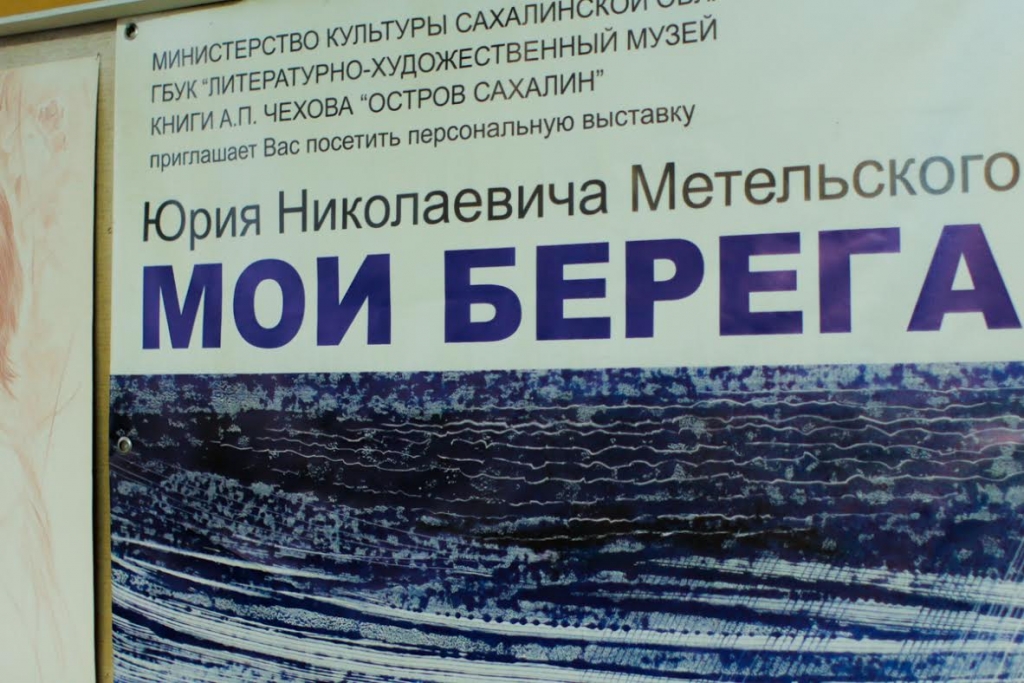 МИНИСТЕРСТВО КУЛЬТУРЫ САХАЛИНСКОЙ
ГБУК "ЛИТЕРАТУРНО-ХУДОЖЕСТВЕННЫЙ МУЗЕЙ
КНИГИ А.П. ЧЕХОВА "ОСТРОВ САХАЛИН"
приглашает Вас посетить персональную выставку
Юрия Николаевича Метельского
МОИ БЕРЕГА